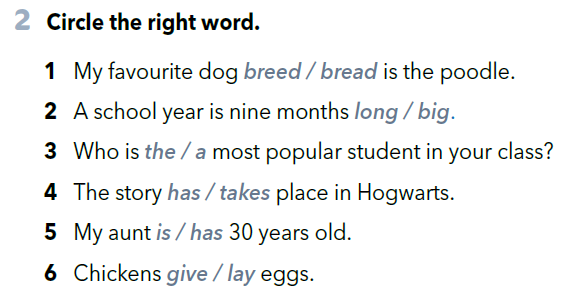 2 Circle the right word.
1 My favourite dog breed / bread is the poodle.
2 A school year is nine months long / big.
3 Who is the / a most popular student in your class?
4 The story has / takes place in Hogwarts.
5 My aunt is / has 30 years old.
6 Chickens give / lay eggs.